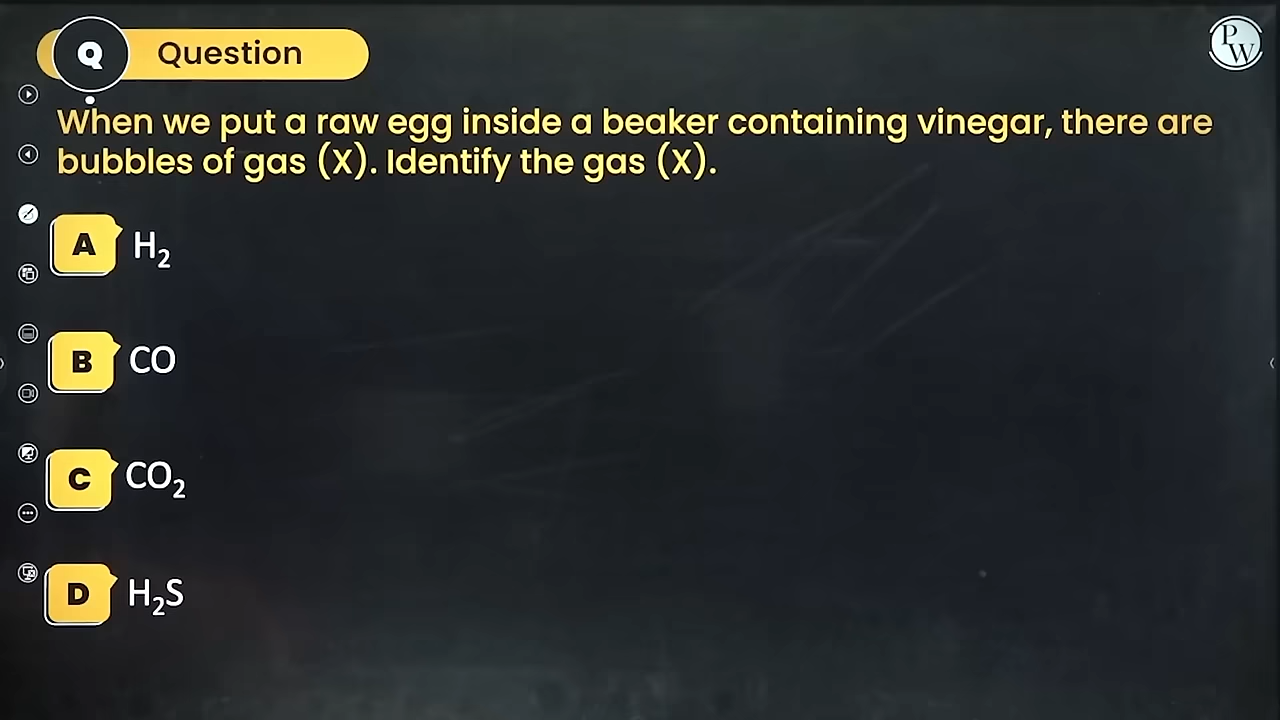 Q Question
P
W
When we put a raw egg inside a beaker containing vinegar, there are
bubbles of gas (X). Identify the gas (X).
A H₂
B CO
C CO₂
D H₂S